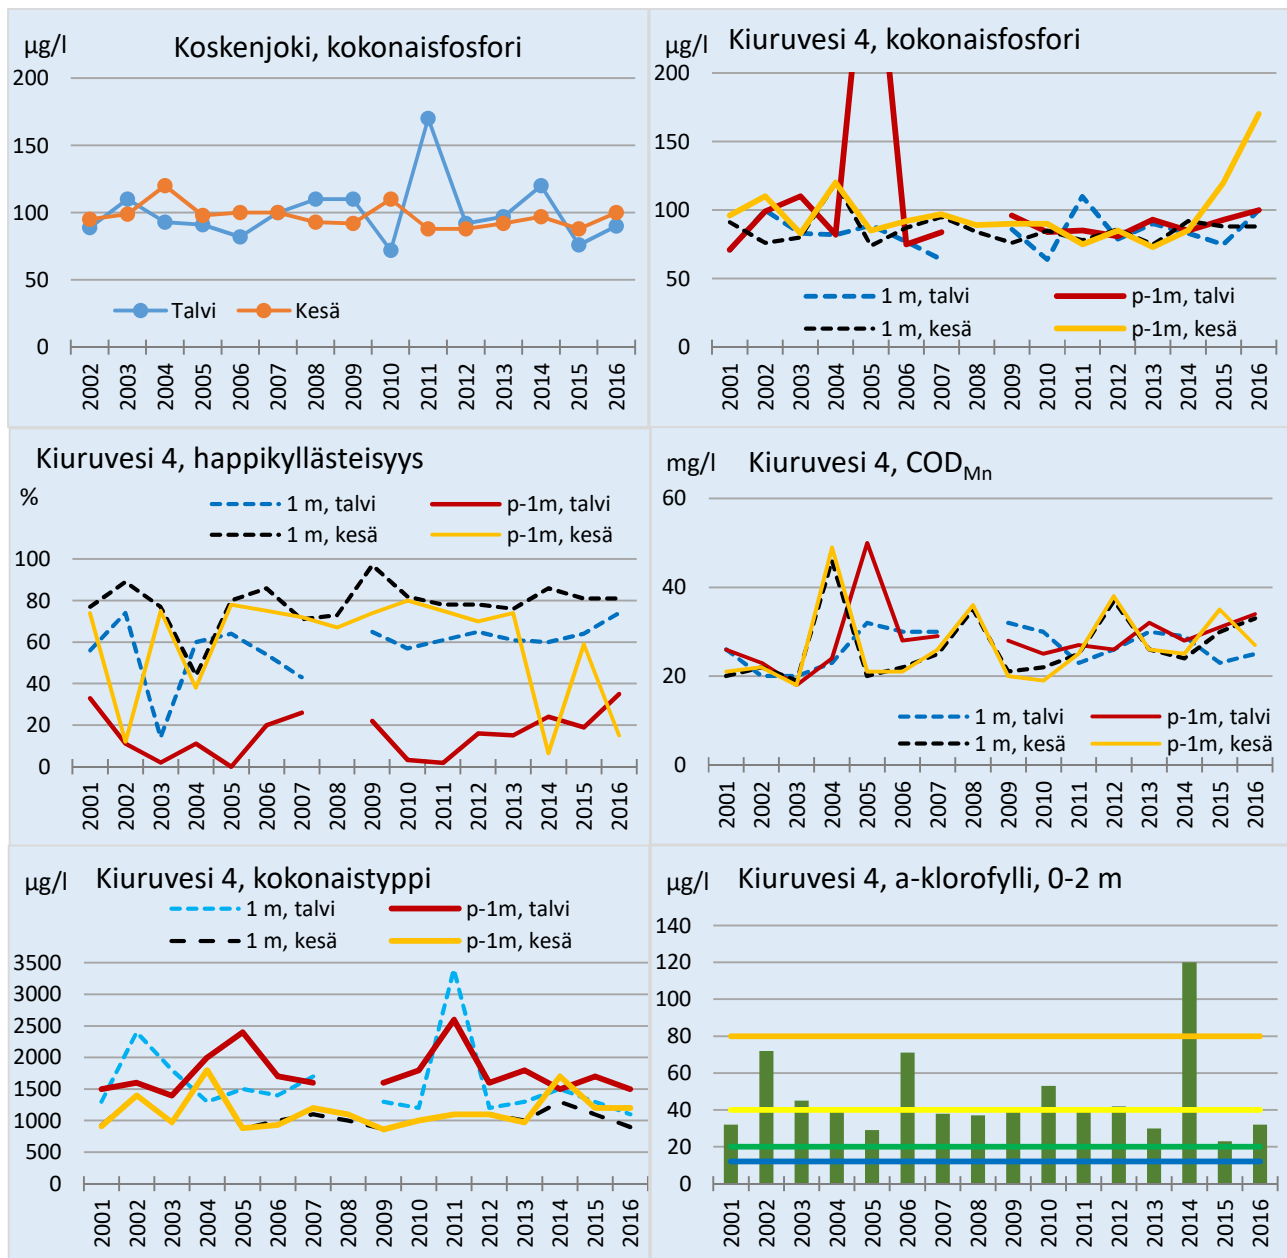 µg/l
Koskenjoki, kokonaisfosfori
200
150
100
50
0
Talvi
Kesä
2002 2003 2004 2005 2006 2007 2008 2009 2010 2011 2012 2013 2014 2015 2016
µg/l
Kiuruvesi 4, kokonaisfosfori
200
150
100
50
0
1 m, talvi
p-1m, talvi
1 m, kesä
p-1m, kesä
2001 2002 2003 2004 2005 2006 2007 2008 2009 2010 2011 2012 2013 2014 2015 2016
Kiuruvesi 4, happikyllästeisyys
%
1 m, talvi
p-1m, talvi
1 m, kesä
p-1m, kesä
100
80
60
40
20
0
2001 2002 2003 2004 2005 2006 2007 2008 2009 2010 2011 2012 2013 2014 2015 2016
mg/l
Kiuruvesi 4, CODMn
60
40
20
0
1 m, talvi
p-1m, talvi
1 m, kesä
p-1m, kesä
2001 2002 2003 2004 2005 2006 2007 2008 2009 2010 2011 2012 2013 2014 2015 2016
µg/l
Kiuruvesi 4, kokonaistyppi
1 m, talvi
p-1m, talvi
1 m, kesä
p-1m, kesä
3500
3000
2500
2000
1500
1000
500
0
2001 2002 2003 2004 2005 2006 2007 2008 2009 2010 2011 2012 2013 2014 2015 2016
µg/l
Kiuruvesi 4, a-klorofylli, 0-2 m
140
120
100
80
60
40
20
0
2001 2002 2003 2004 2005 2006 2007 2008 2009 2010 2011 2012 2013 2014 2015 2016